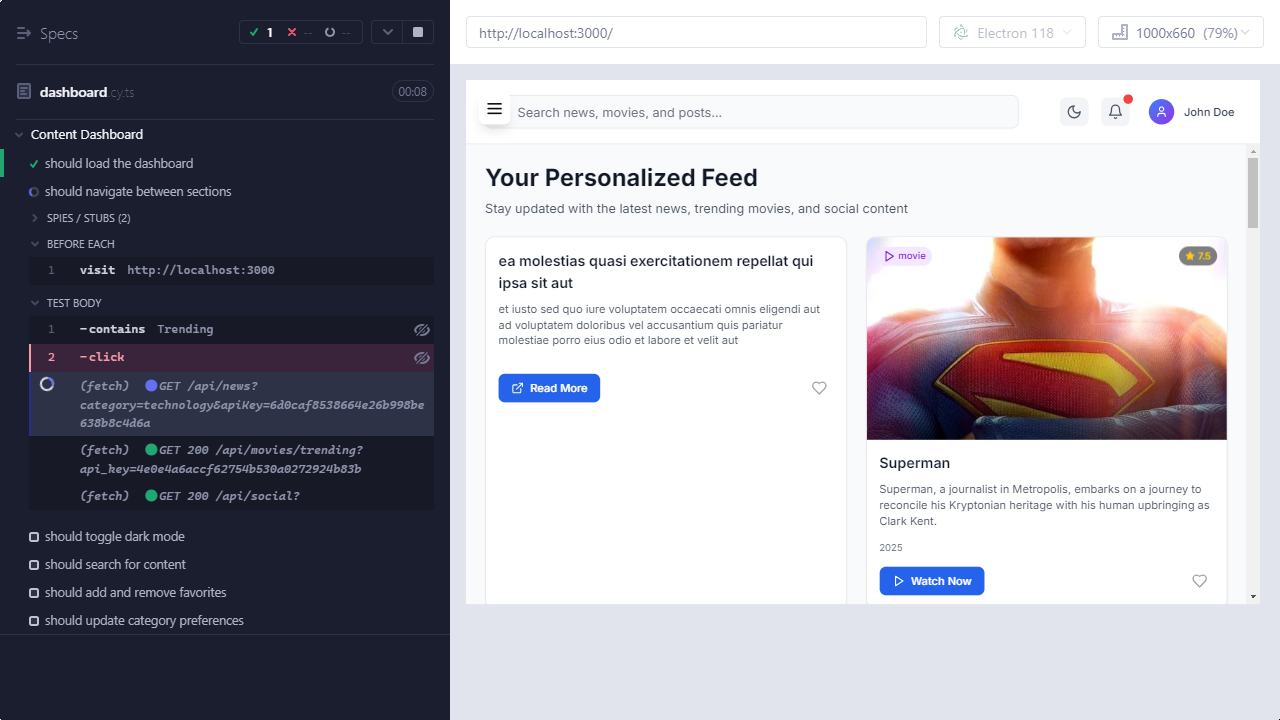 Specs
1
--
--
dashboard.cy.ts
00:08
Content Dashboard
should load the dashboard
should navigate between sections
SPIES / STUBS (2)
BEFORE EACH
1 visit http://localhost:3000
TEST BODY
1 -contains Trending
2 -click
(fetch) GET /api/news?
category=technology&apiKey=6d0caf8538664e26b998be
638b8c4d6a
(fetch) GET 200 /api/movies/trending?
api_key=4e0e4a6accf62754b530a0272924b83b
(fetch) GET 200 /api/social?
should toggle dark mode
should search for content
should add and remove favorites
should update category preferences
http://localhost:3000/
Electron 118
1000x660 (79%)
Search news, movies, and posts...
John Doe
Your Personalized Feed
Stay updated with the latest news, trending movies, and social content
ea molestias quasi exercitationem repellat qui
ipsa sit aut
et iusto sed quo iure voluptatem occaecati omnis eligendi aut
ad voluptatem doloribus vel accusantium quis pariatur
molestiae porro eius odio et labore et velit aut
Read More
movie
7.5
Superman
Superman, a journalist in Metropolis, embarks on a journey to
reconcile his Kryptonian heritage with his human upbringing as
Clark Kent.
2025
Watch Now